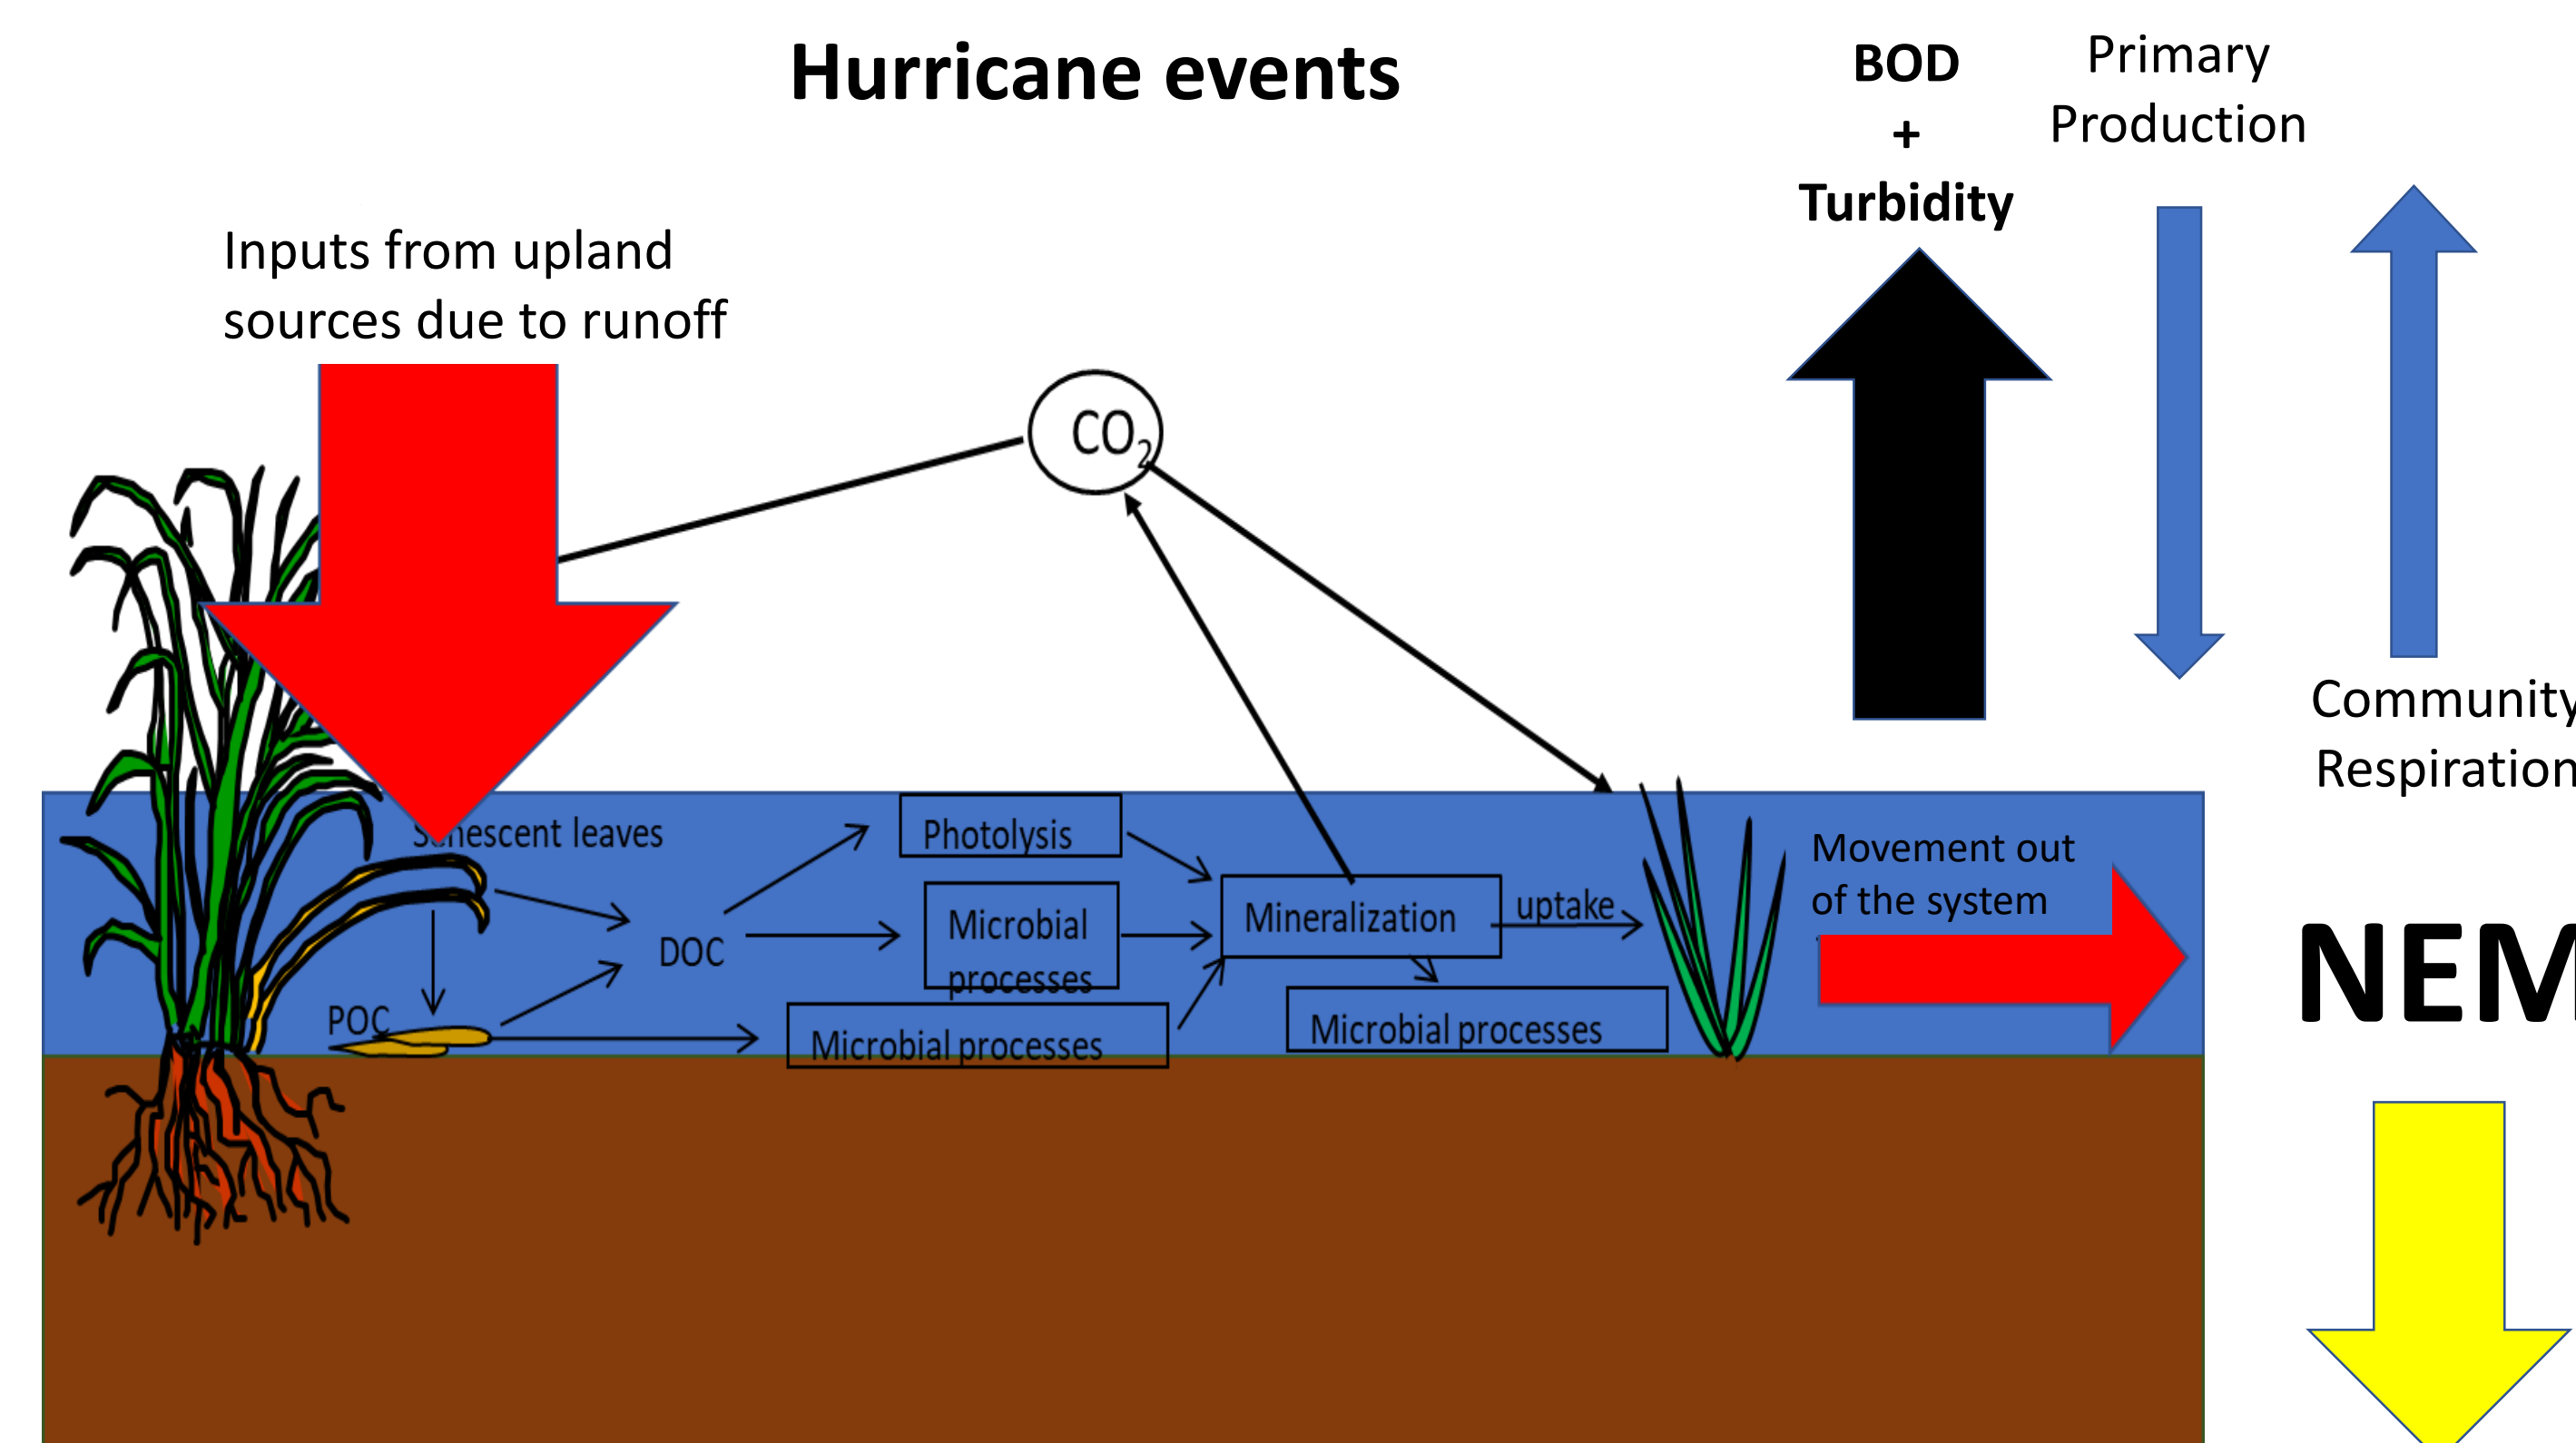 Hurricane events
BOD
+
Turbidity
Primary
Production
Inputs from upland
sources due to runoff
CO2
Community
Respiration
leaves
Photolysis
Movement out
of the system
Microbial
processes
Mineralization
uptake
DOC
NEM
POC
Microbial processes
Microbial processes